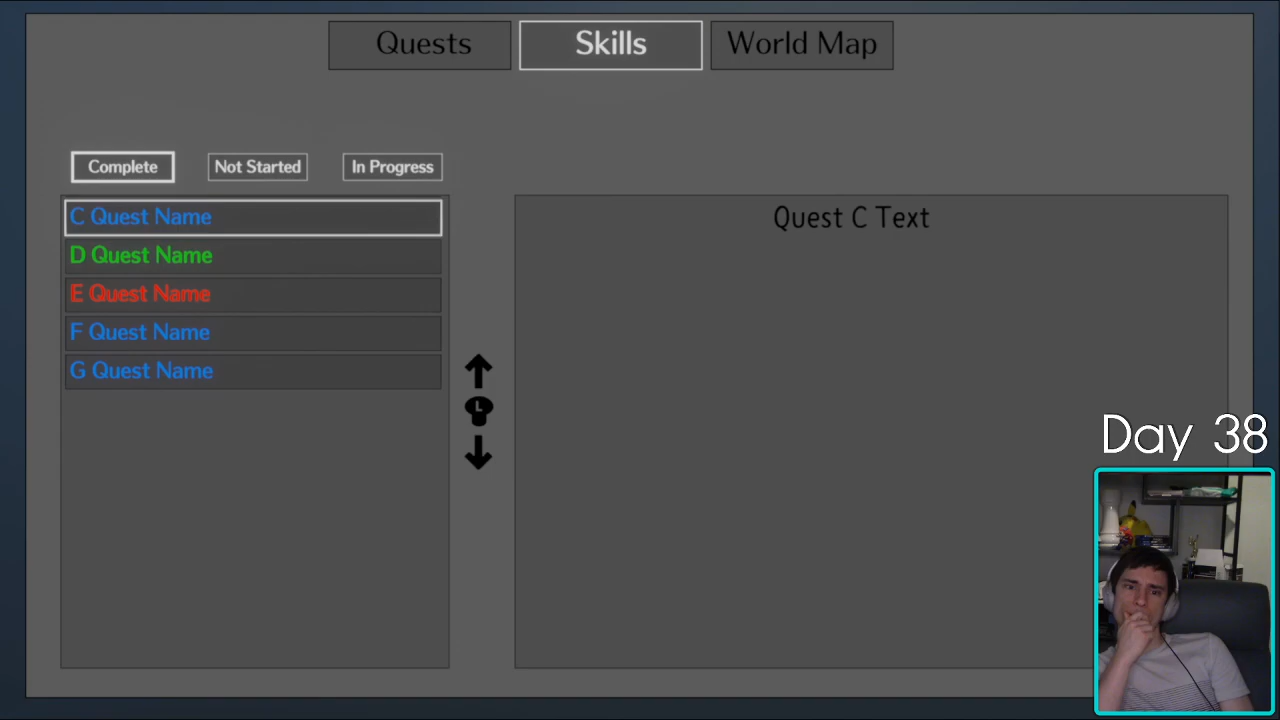 Quests
Skills
World Map
Complete
Not Started
In Progress
C Quest Name
D Quest Name
E Quest Name
F Quest Name
G Quest Name
L
Quest C Text
Day 38